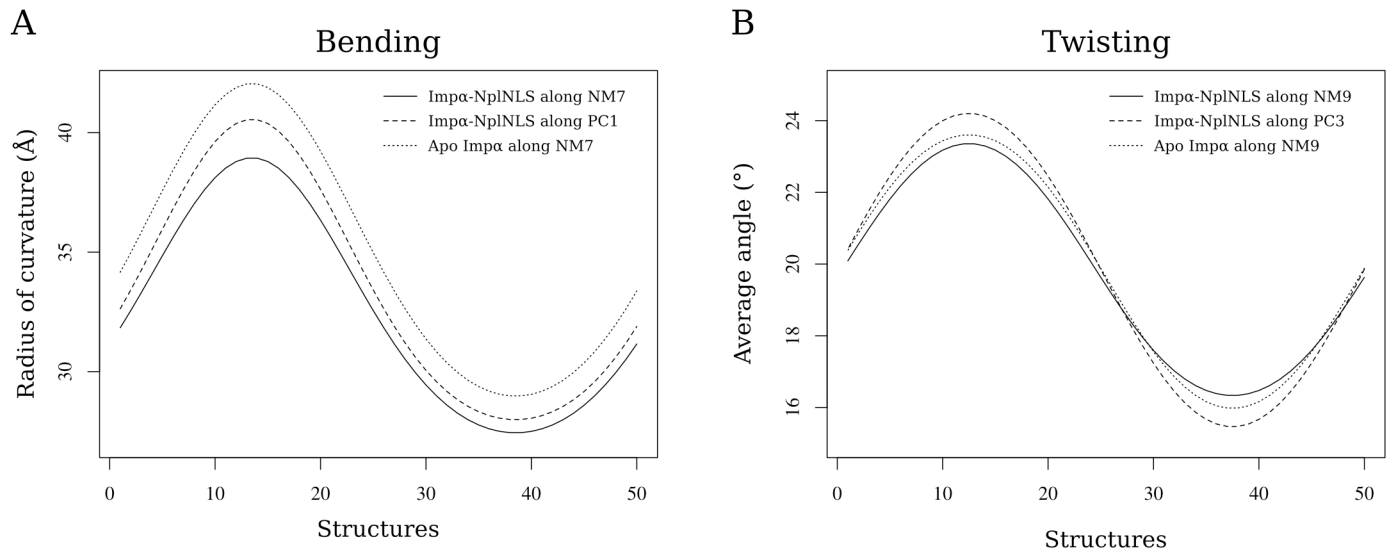 A
Bending
Radius of curvature (Å)
40
35
30
Impα-NplNLS along NM7
Impα-NplNLS along PC1
Apo Impα along NM7
0 10 20 30 40 50
Structures
B
Twisting
Average angle (°)
24
22
20
18
16
Impα-NplNLS along NM9
Impα-NplNLS along PC3
Apo Impα along NM9
0 10 20 30 40 50
Structures